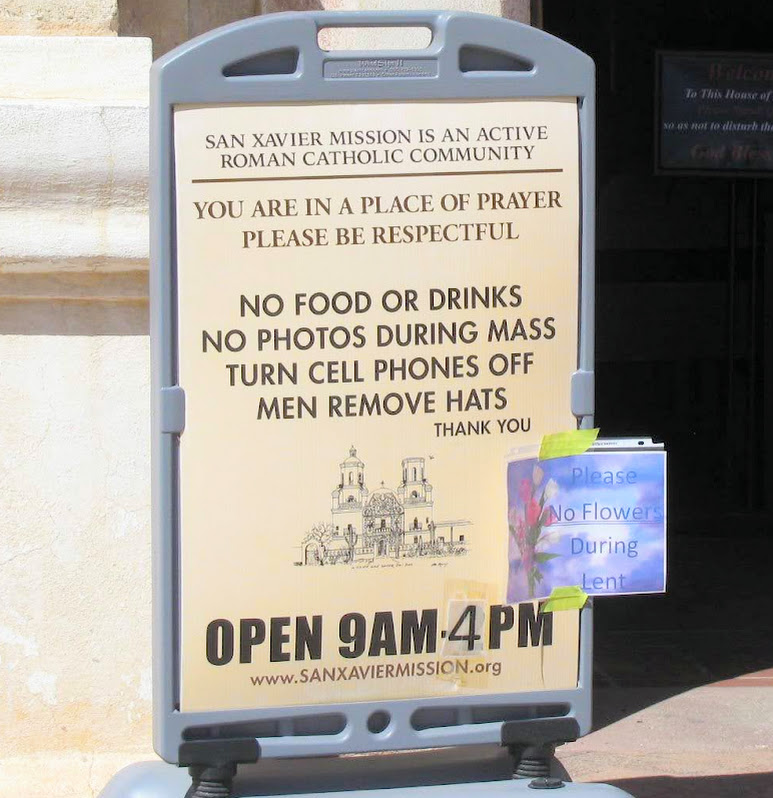 SAN XAVIER MISSION IS AN ACTIVE
ROMAN CATHOLIC COMMUNITY
YOU ARE IN A PLACE OF PRAYER
PLEASE BE RESPECTFUL
NO FOOD OR DRINKS
NO PHOTOS DURING MASS
TURN CELL PHONES OFF
MEN REMOVE HATS
THANK YOU
OPEN 9AM-4PM
www.SANXAVIERMISSION.org
Please
No Flowers
During
Lent
To This House of
so as not to disturb
God